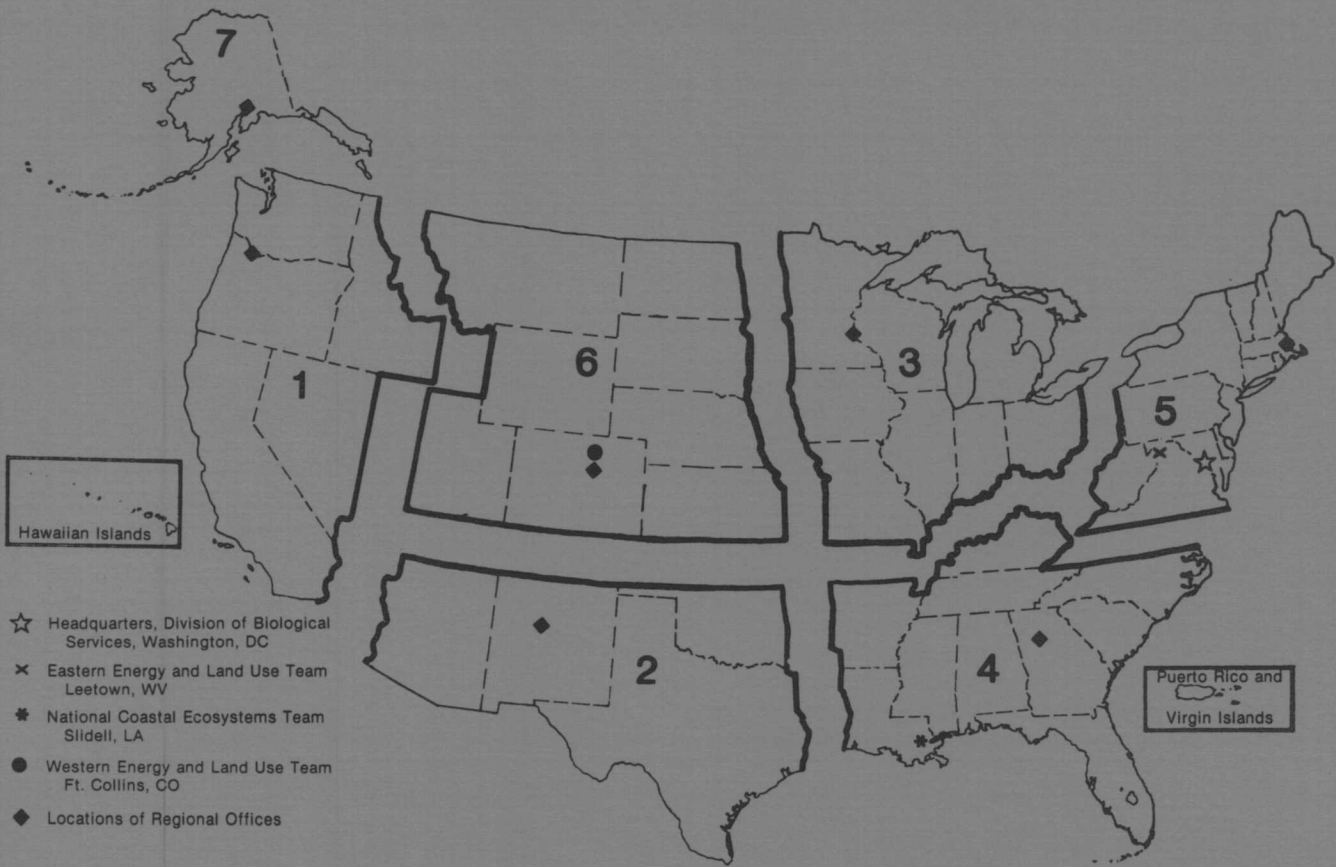 7
1
6
3
5
2
4
Hawaiian Islands
Puerto Rico and
Virgin Islands
Headquarters, Division of Biological
Services, Washington, DC
Eastern Energy and Land Use Team
Leetown, WV
National Coastal Ecosystems Team
Slidell, LA
Western Energy and Land Use Team
Ft. Collins, CO
Locations of Regional Offices